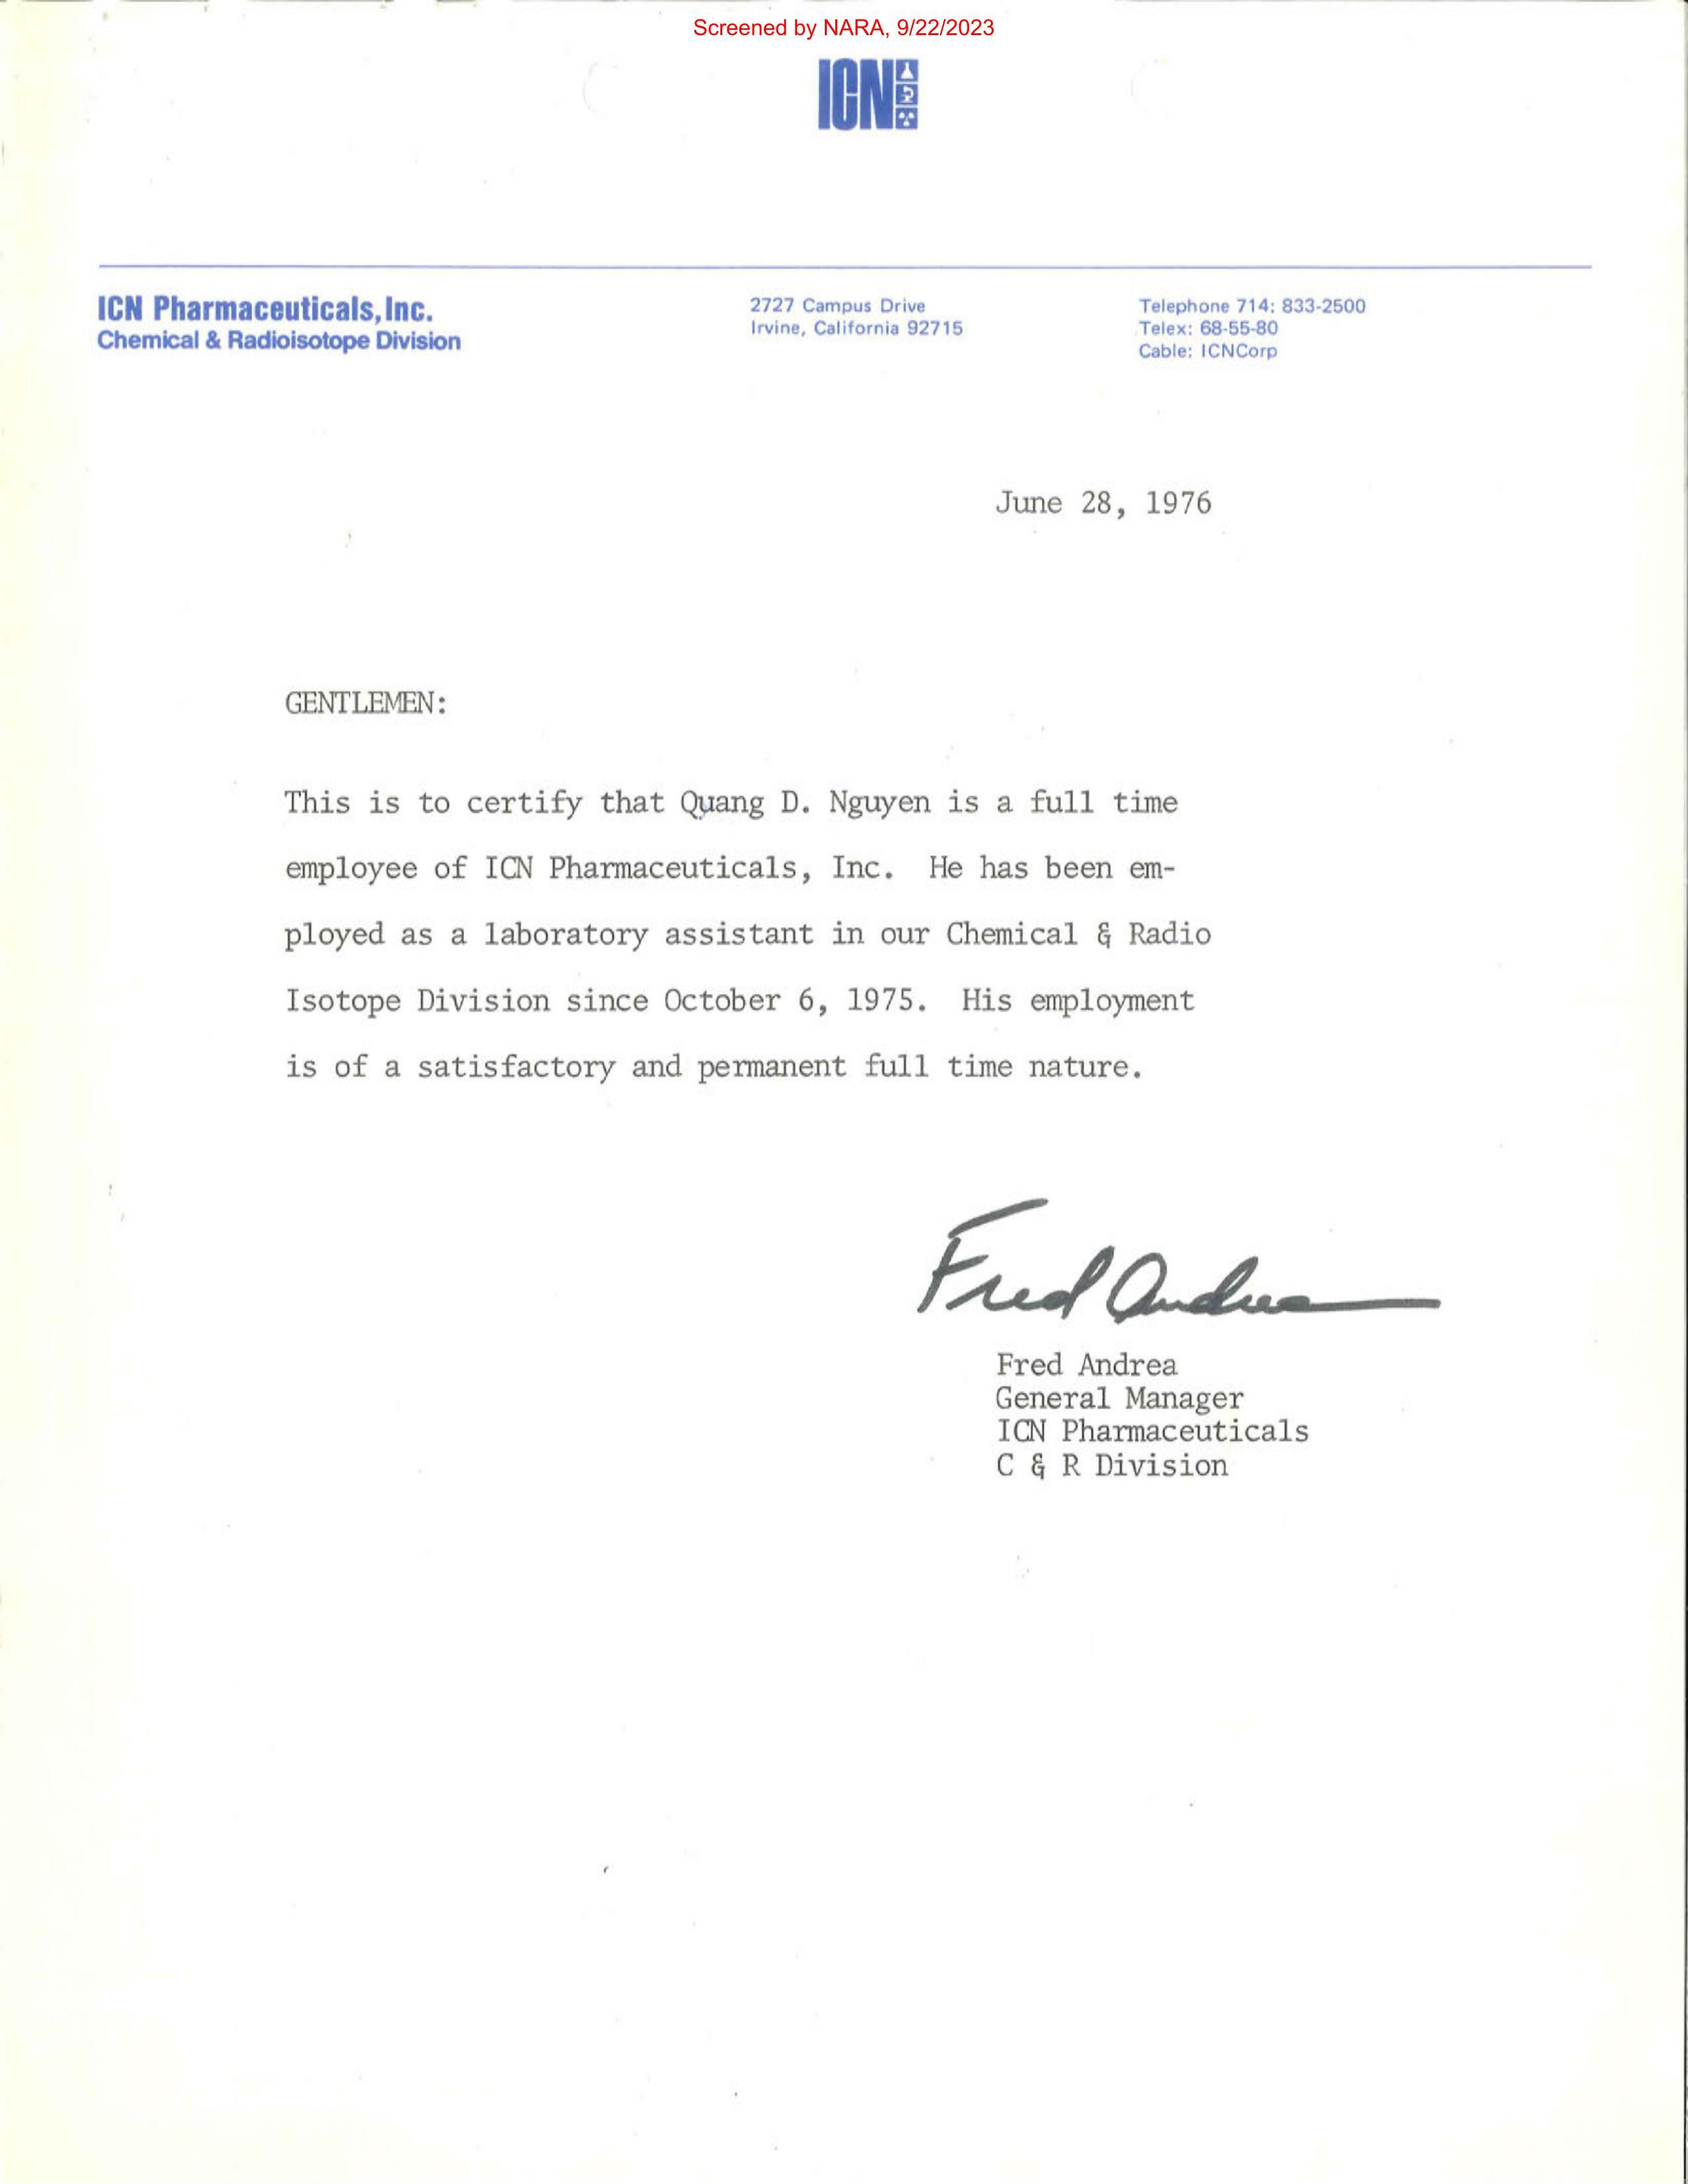 Screened by NARA, 9/22/2023
ICN
ICN Pharmaceuticals, Inc.
Chemical & Radioisotope Division
2727 Campus Drive
Irvine, California 92715
Telephone 714: 833-2500
Telex: 68-55-80
Cable: ICNCorp
June 28, 1976
GENTLEMEN:
This is to certify that Quang D. Nguyen is a full time
employee of ICN Pharmaceuticals, Inc. He has been em-
ployed as a laboratory assistant in our Chemical & Radio
Isotope Division since October 6, 1975. His employment
is of a satisfactory and permanent full time nature.
Fred Andrea
Fred Andrea
General Manager
ICN Pharmaceuticals
C & R Division